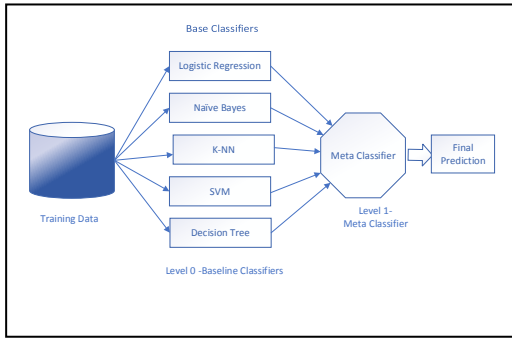 Base Classifiers
Logistic Regression
Naïve Bayes
K-NN
SVM
Decision Tree
Training Data
Meta Classifier
Final
Prediction
Level 1-
Meta Classifier
Level 0 -Baseline Classifiers